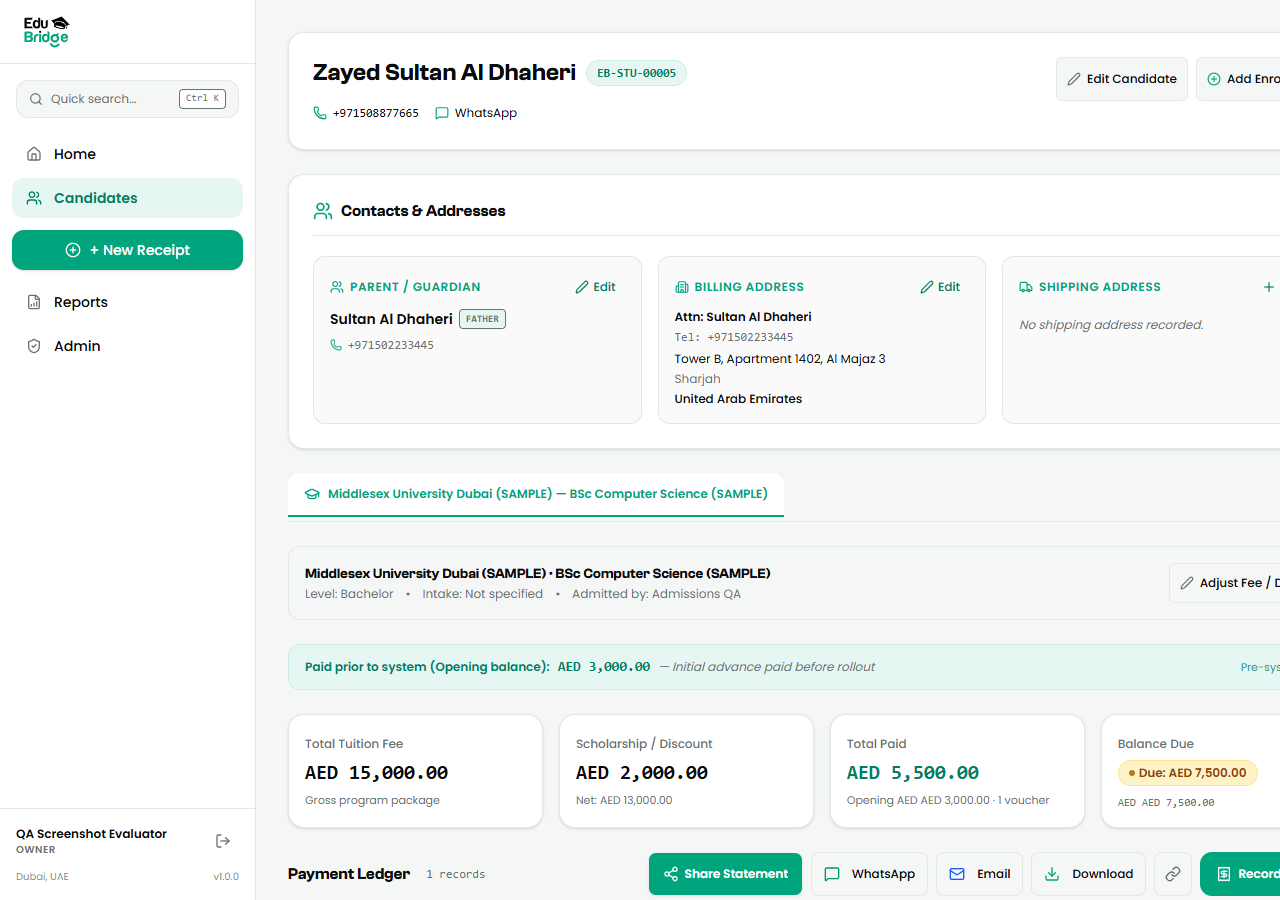 Edu
Bridge
Quick search...
Ctrl K
Home
Candidates
+ New Receipt
Reports
Admin
QA Screenshot Evaluator
OWNER
Dubai, UAE
v1.0.0
Zayed Sultan Al Dhaheri
EB-STU-00005
+971508877665
WhatsApp
Edit Candidate
Add Enro
Contacts & Addresses
PARENT / GUARDIAN
Edit
Sultan Al Dhaheri
FATHER
+971502233445
BILLING ADDRESS
Edit
Attn: Sultan Al Dhaheri
Tel: +971502233445
Tower B, Apartment 1402, Al Majaz 3
Sharjah
United Arab Emirates
SHIPPING ADDRESS
+
No shipping address recorded.
Middlesex University Dubai (SAMPLE) — BSc Computer Science (SAMPLE)
Middlesex University Dubai (SAMPLE) • BSc Computer Science (SAMPLE)
Level: Bachelor • Intake: Not specified • Admitted by: Admissions QA
Adjust Fee / D
Paid prior to system (Opening balance): AED 3,000.00 — Initial advance paid before rollout
Pre-sys
Total Tuition Fee
AED 15,000.00
Gross program package
Scholarship / Discount
AED 2,000.00
Net: AED 13,000.00
Total Paid
AED 5,500.00
Opening AED AED 3,000.00 · 1 voucher
Balance Due
Due: AED 7,500.00
AED AED 7,500.00
Payment Ledger
1 records
Share Statement
WhatsApp
Email
Download
Record